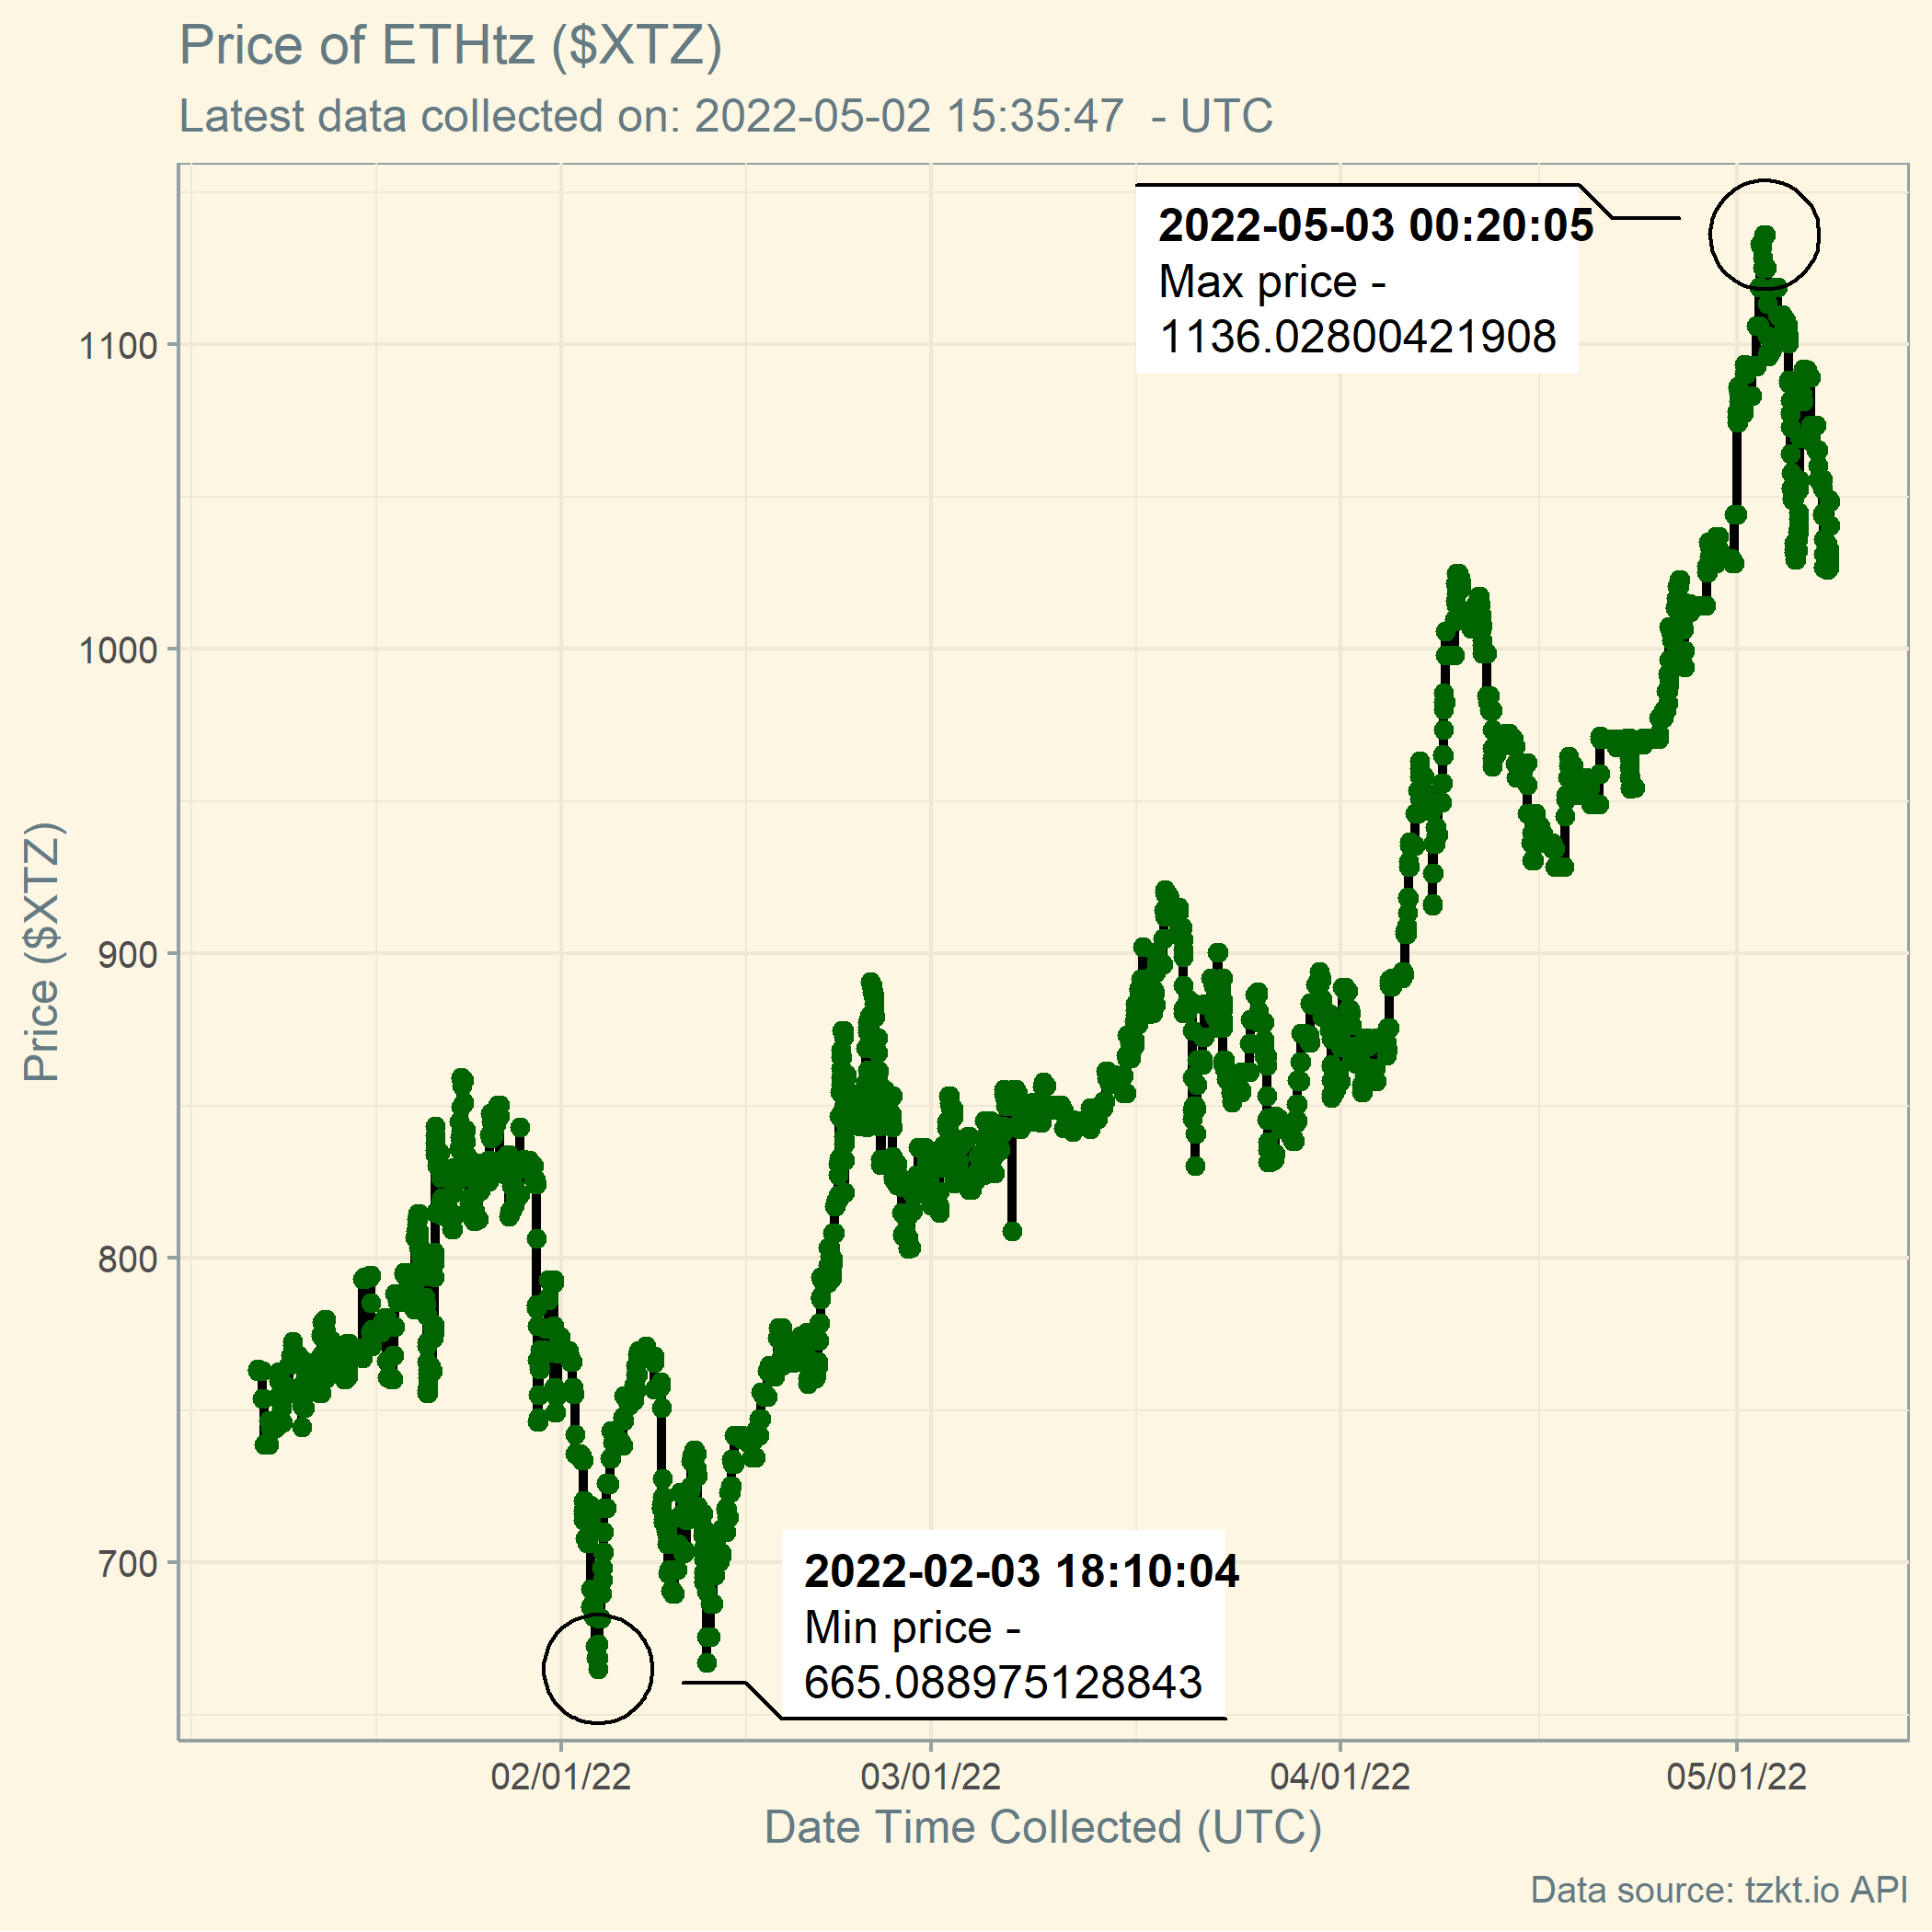 Price of ETHtz ($XTZ)
Latest data collected on: 2022-05-02 15:35:47  - UTC
2022-05-03 00:20:05
Max price -
1136.02800421908
1100
1000
900
800
700
Price ($XTZ)
2022-02-03 18:10:04
Min price -
665.088975128843
02/01/22
03/01/22
04/01/22
05/01/22
Date Time Collected (UTC)
Data source: tzkt.io API